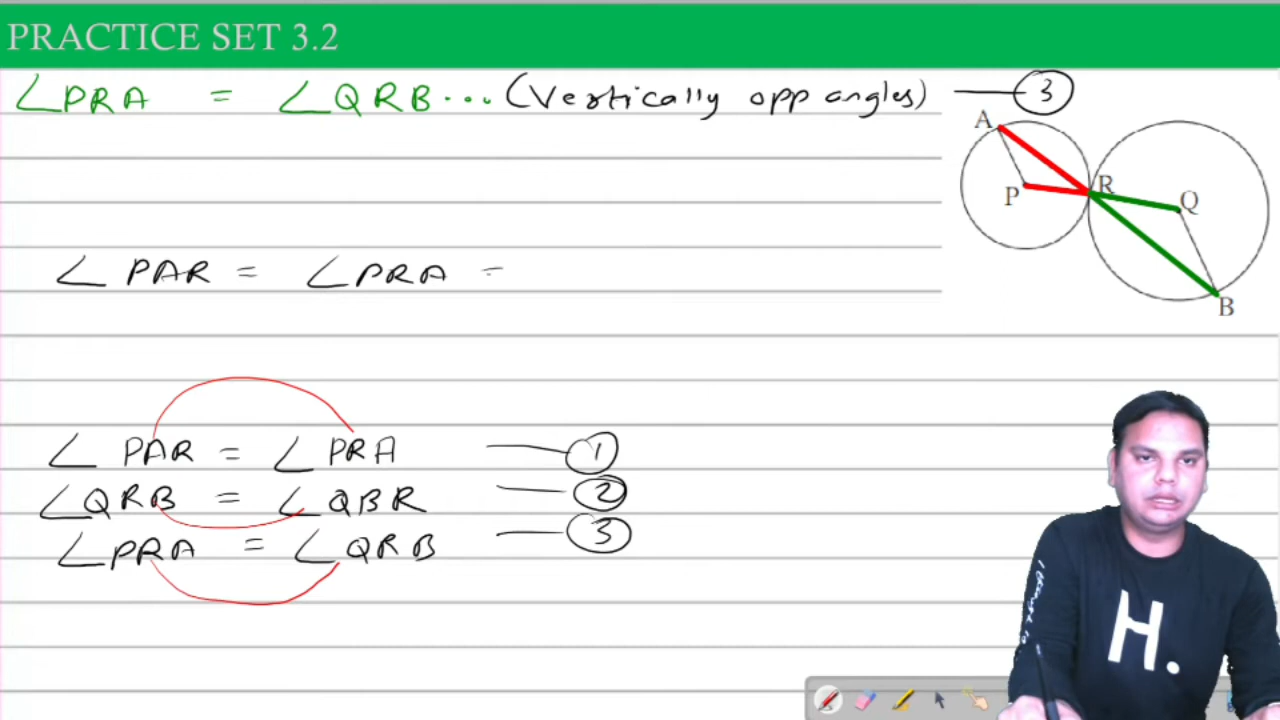 PRACTICE SET 3.2
∠PRA = ∠QRB... (Vertically opp angles) — 3
A
P
R
Q
B
∠PAR = ∠PRA =
∠PAR = ∠PRA — 1
∠QRB = ∠QBR — 2
∠PRA = ∠QRB — 3
H.